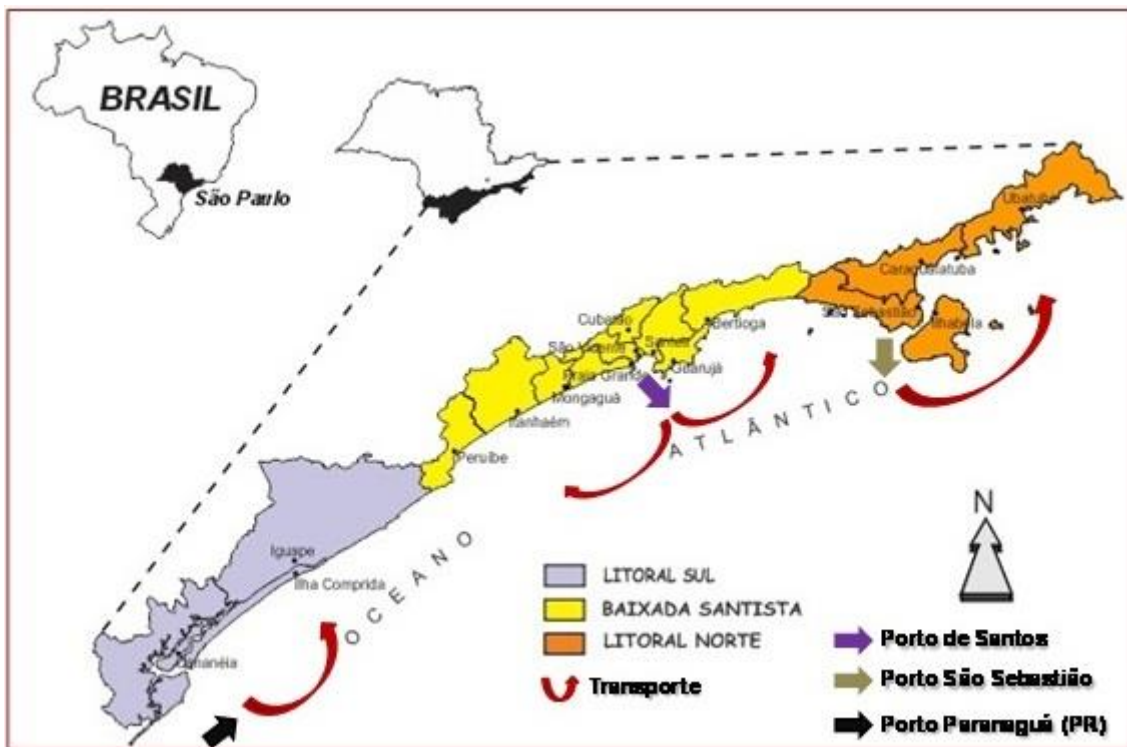 BRASIL
São Paulo
Ubatuba
Caraguatatuba
São Sebastião
Ilhabela
Bertioga
Cubatão
Santos
São Vicente
Guarujá
Praia Grande
Mongaguá
Itanhaém
Peruíbe
Iguape
Ilha Comprida
Cananéia
OCEANO ATLÂNTICO
N
LITORAL SUL
BAIXADA SANTISTA
LITORAL NORTE
Transporte
Porto de Santos
Porto São Sebastião
Porto Paranaguá (PR)